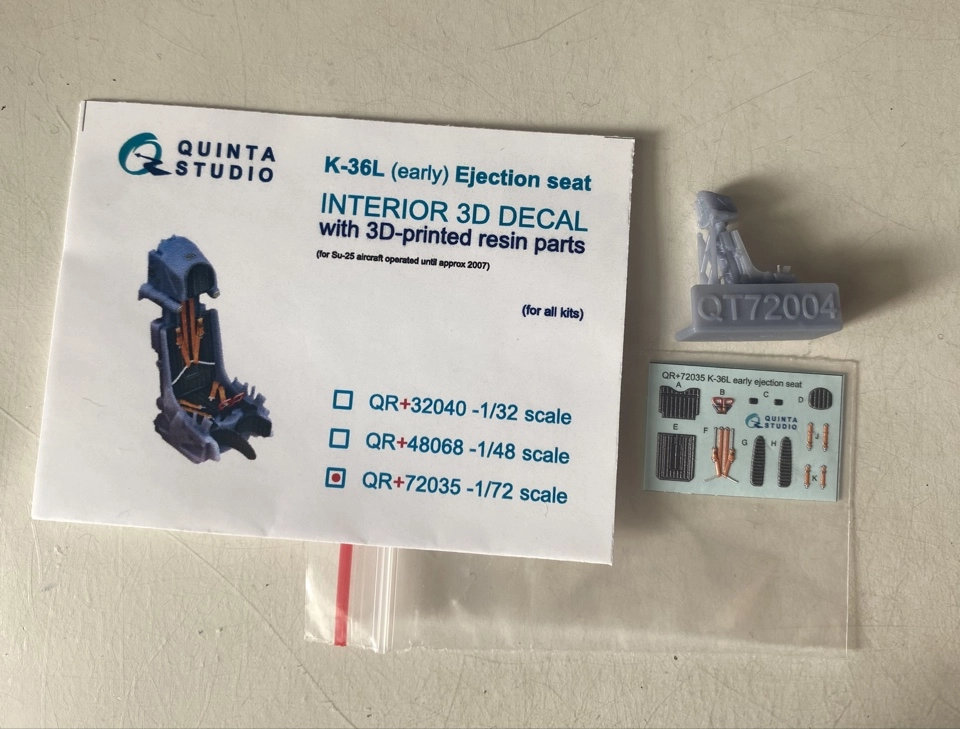 QUINTA
STUDIO
K-36L (early) Ejection seat
INTERIOR 3D DECAL
with 3D-printed resin parts
(for Su-25 aircraft operated until approx 2007)
(for all kits)
QR+32040 -1/32 scale
QR+48068 -1/48 scale
QR+72035 -1/72 scale
QT72004
QR+72035 K-36L early ejection seat
A
B
C
D
QUINTA
STUDIO
E
F
G
H
J
K